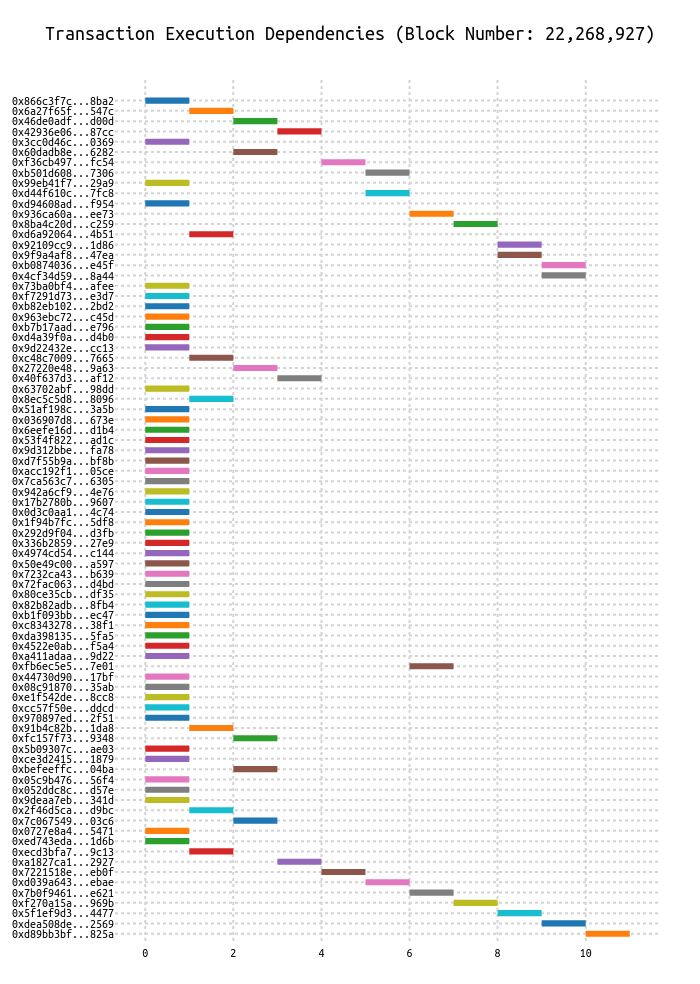 Transaction Execution Dependencies (Block Number: 22,268,927)
0x866c3f7c...8ba2
0x6a27f65f...547c
0x46de0adf...d00d
0x42936e06...87cc
0x3cc0d46c...0369
0x60dadb8e...6282
0xf36cb497...fc54
0xb501d608...7306
0x99eb41f7...29a9
0xd44f610c...7fc8
0xd94608ad...f954
0x936ca60a...ee73
0x8ba4c20d...c259
0xd6a92064...4b51
0x92109cc9...1d86
0x9f9a4af8...47ea
0xb0874036...e45f
0x4cf34d59...8a44
0x73ba0bf4...afee
0xf7291d73...e3d7
0xb82eb102...2bd2
0x963ebc72...c45d
0xb7b17aad...e796
0xd4a39f0a...d4b0
0x9d22432e...cc13
0xc48c7009...7665
0x27220e48...9a63
0x40f637d3...af12
0x63702abf...98dd
0x8ec5c5d8...8096
0x51af198c...3a5b
0x036907d8...673e
0x6eefe16d...d1b4
0x53f4f822...ad1c
0x9d312bbe...fa78
0xd7f55b9a...bf8b
0xacc192f1...05ce
0x7ca563c7...6305
0x942a6cf9...4e76
0x17b2780b...9607
0x0d3c0aa1...4c74
0x1f94b7fc...5df8
0x292d9f04...d3fb
0x336b2859...27e9
0x4974cd54...c144
0x50e49c00...a597
0x7232ca43...b639
0x72fac063...d4bd
0x80ce35cb...df35
0x82b82adb...8fb4
0xb1f093bb...ec47
0xc8343278...38f1
0xda398135...5fa5
0x4522e0ab...f5a4
0xa411adaa...9d22
0xfb6ec5e5...7e01
0x44730d90...17bf
0x08c91870...35ab
0xe1f542de...8cc8
0xcc57f50e...ddcd
0x970897ed...2f51
0x91b4c82b...1da8
0xfc157f73...9348
0x5b09307c...ae03
0xce3d2415...1879
0xbefeeffc...04ba
0x05c9b476...56f4
0x052ddc8c...d57e
0x9deaa7eb...341d
0x2f46d5ca...d9bc
0x7c067549...03c6
0x0727e8a4...5471
0xed743eda...1d6b
0xecd3bfa7...9c13
0xa1827ca1...2927
0x7221518e...eb0f
0xd039a643...ebae
0x7b0f9461...e621
0xf270a15a...969b
0x5f1ef9d3...4477
0xdea508de...2569
0xd89bb3bf...825a
0 2 4 6 8 10